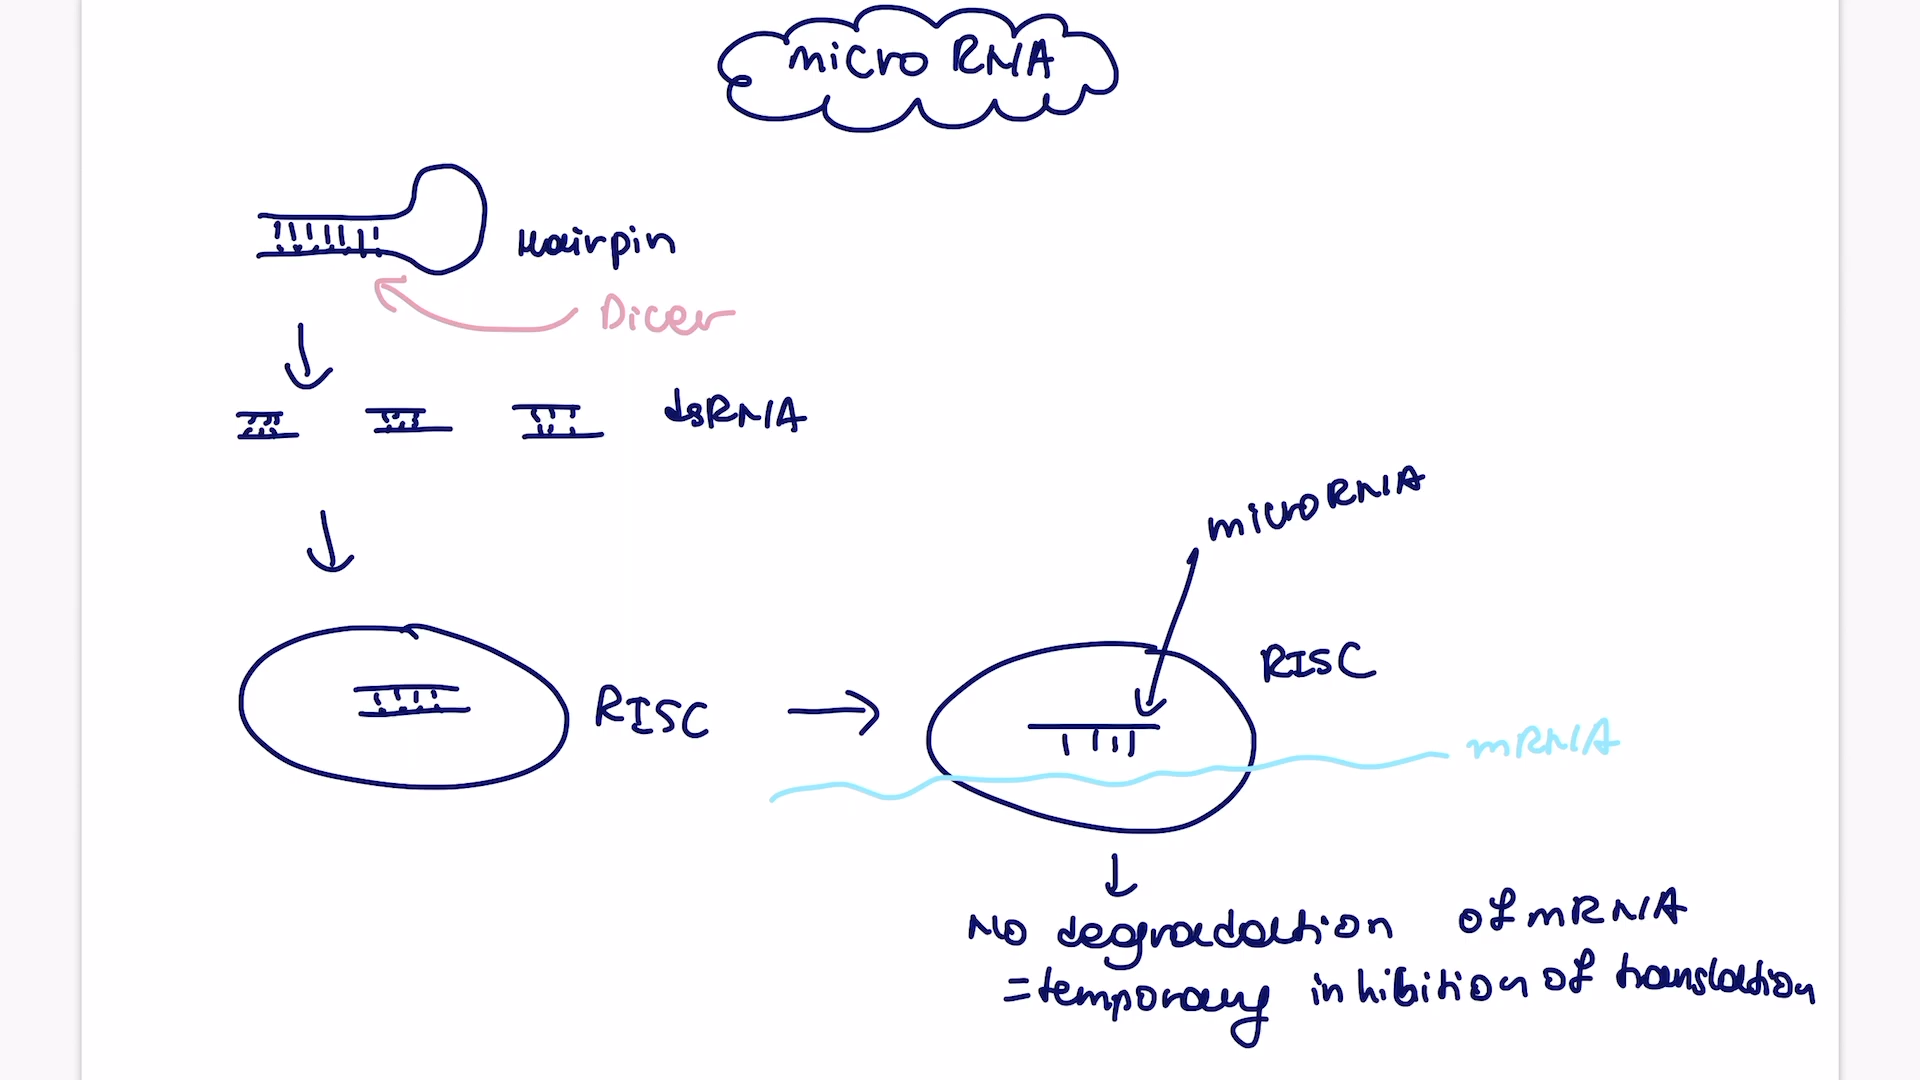 micro RNA
Hairpin
Dicer
dsRNA
microRNA
RISC
RISC
mRNA
No degradation of mRNA
= temporary inhibition of translation